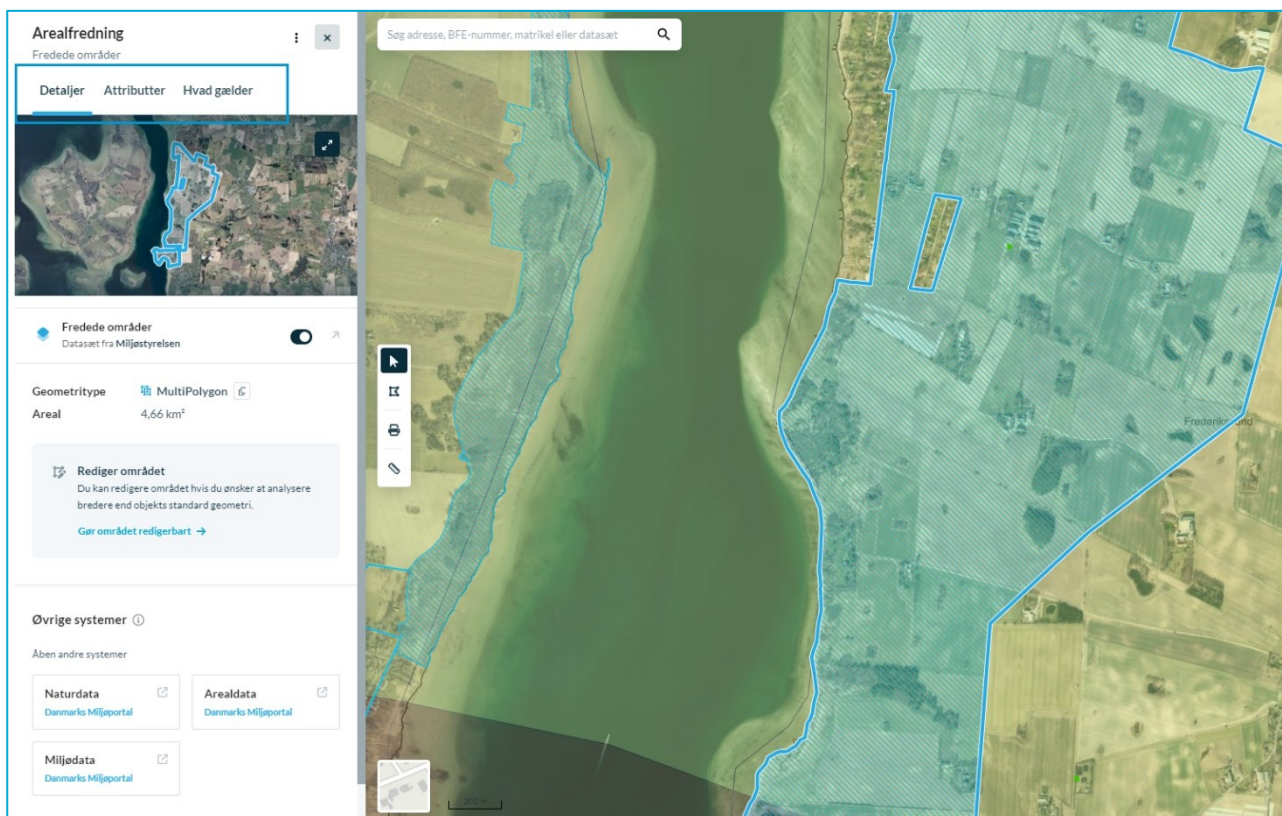 Arealfredning
Fredede områder
Detaljer Attributter Hvad gælder
Fredede områder
Datasæt fra Miljøstyrelsen
Geometritype MultiPolygon
Areal 4,66 km²
Rediger området
Du kan redigere området hvis du ønsker at analysere
bredere end objekts standard geometri.
Gør området redigerbart →
Øvrige systemer
Åben andre systemer
Naturdata
Danmarks Miljøportal
Arealdata
Danmarks Miljøportal
Miljødata
Danmarks Miljøportal
Søg adresse, BFE-nummer, matrikel eller datasæt
200 m